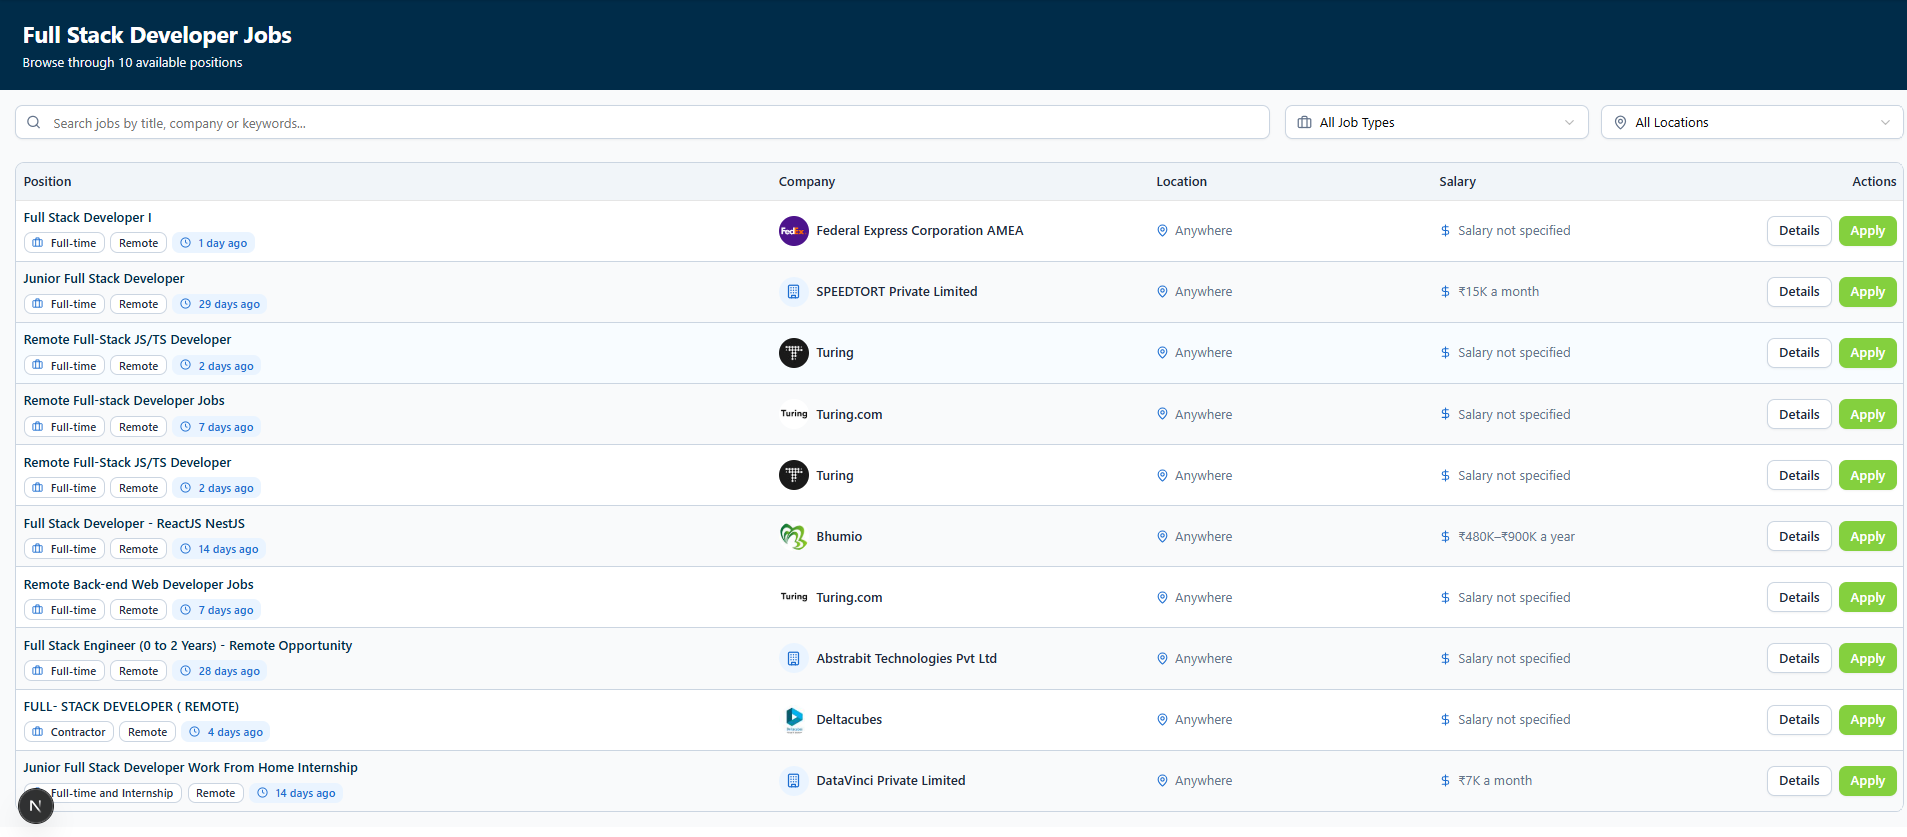 Full Stack Developer Jobs
Browse through 10 available positions
Search jobs by title, company or keywords...
All Job Types
All Locations
Position Company Location Salary Actions
Full Stack Developer I
Full-time Remote 1 day ago
FedEx Federal Express Corporation AMEA Anywhere $ Salary not specified Details Apply
Junior Full Stack Developer
Full-time Remote 29 days ago
SPEEDTORT Private Limited Anywhere $ ₹15K a month Details Apply
Remote Full-Stack JS/TS Developer
Full-time Remote 2 days ago
Turing Anywhere $ Salary not specified Details Apply
Remote Full-stack Developer Jobs
Full-time Remote 7 days ago
Turing Turing.com Anywhere $ Salary not specified Details Apply
Remote Full-Stack JS/TS Developer
Full-time Remote 2 days ago
Turing Anywhere $ Salary not specified Details Apply
Full Stack Developer - ReactJS NestJS
Full-time Remote 14 days ago
Bhumio Anywhere $ ₹480K–₹900K a year Details Apply
Remote Back-end Web Developer Jobs
Full-time Remote 7 days ago
Turing Turing.com Anywhere $ Salary not specified Details Apply
Full Stack Engineer (0 to 2 Years) - Remote Opportunity
Full-time Remote 28 days ago
Abstrabit Technologies Pvt Ltd Anywhere $ Salary not specified Details Apply
FULL- STACK DEVELOPER ( REMOTE)
Contractor Remote 4 days ago
Deltacubes Anywhere $ Salary not specified Details Apply
Junior Full Stack Developer Work From Home Internship
Full-time and Internship Remote 14 days ago
DataVinci Private Limited Anywhere $ ₹7K a month Details Apply
N